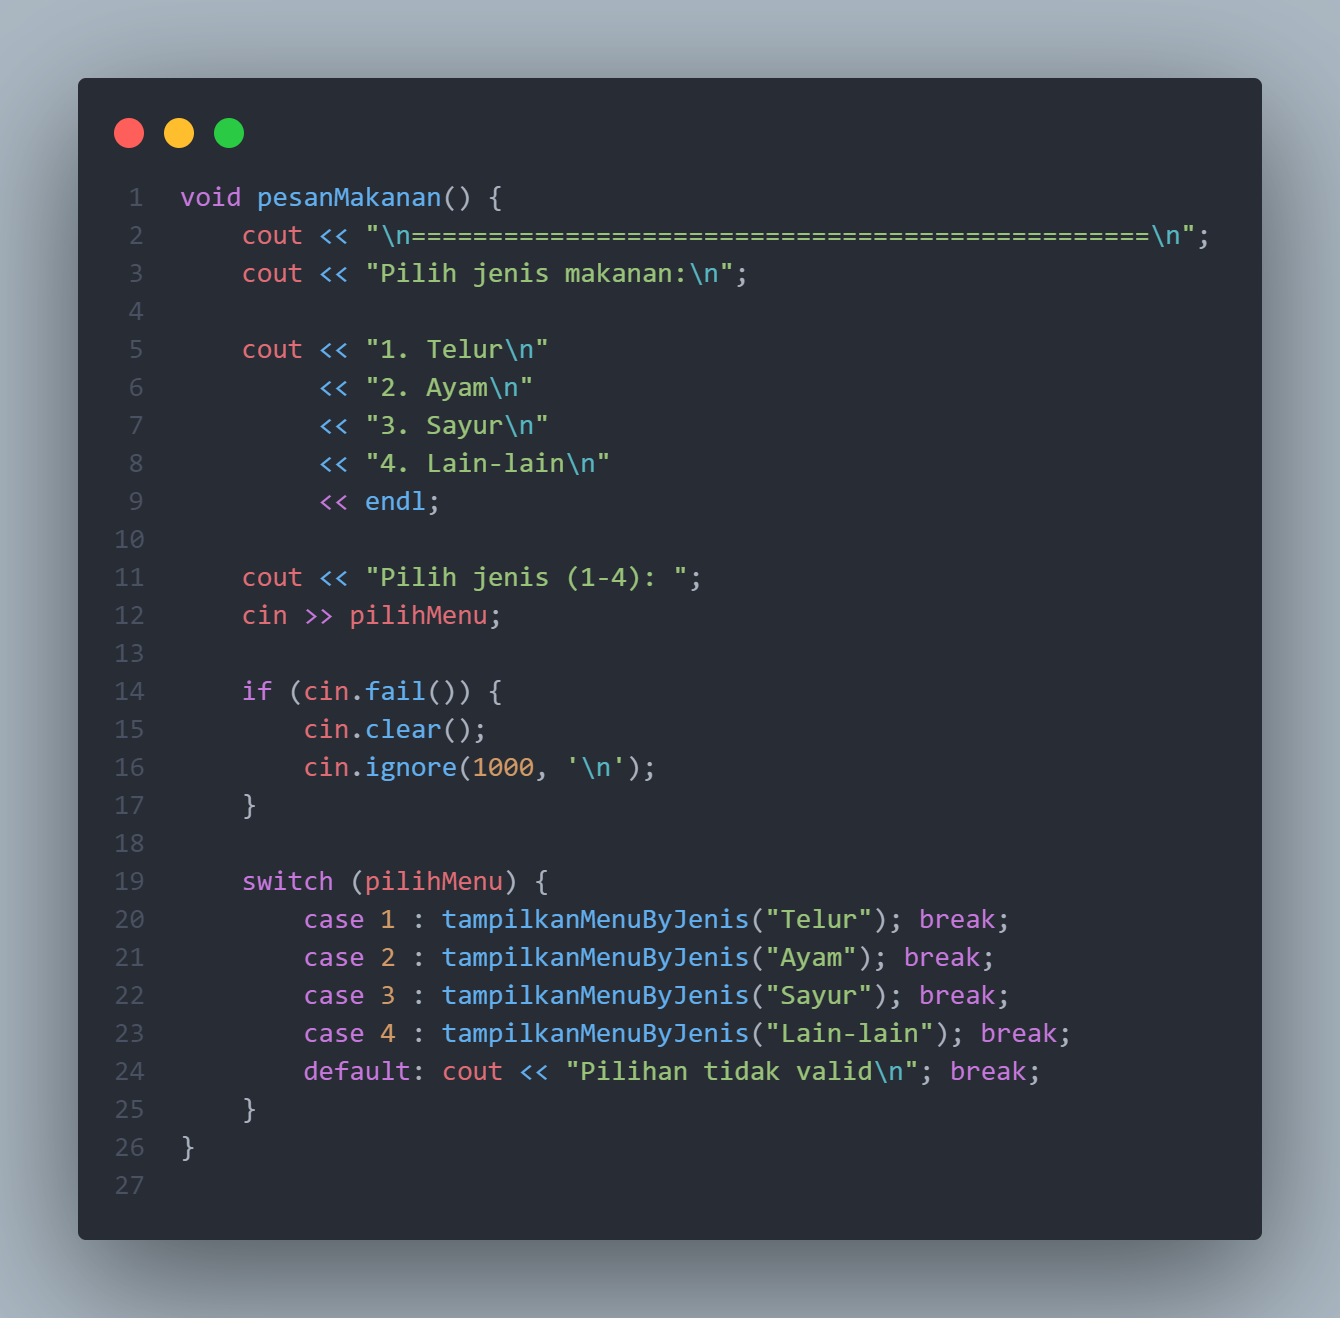 1 void pesanMakanan() {
2     cout << "\n================================================\n";
3     cout << "Pilih jenis makanan:\n";
4
5     cout << "1. Telur\n"
6          << "2. Ayam\n"
7          << "3. Sayur\n"
8          << "4. Lain-lain\n"
9          << endl;
10
11     cout << "Pilih jenis (1-4): ";
12     cin >> pilihMenu;
13
14     if (cin.fail()) {
15         cin.clear();
16         cin.ignore(1000, '\n');
17     }
18
19     switch (pilihMenu) {
20         case 1 : tampilkanMenuByJenis("Telur"); break;
21         case 2 : tampilkanMenuByJenis("Ayam"); break;
22         case 3 : tampilkanMenuByJenis("Sayur"); break;
23         case 4 : tampilkanMenuByJenis("Lain-lain"); break;
24         default: cout << "Pilihan tidak valid\n"; break;
25     }
26 }
27